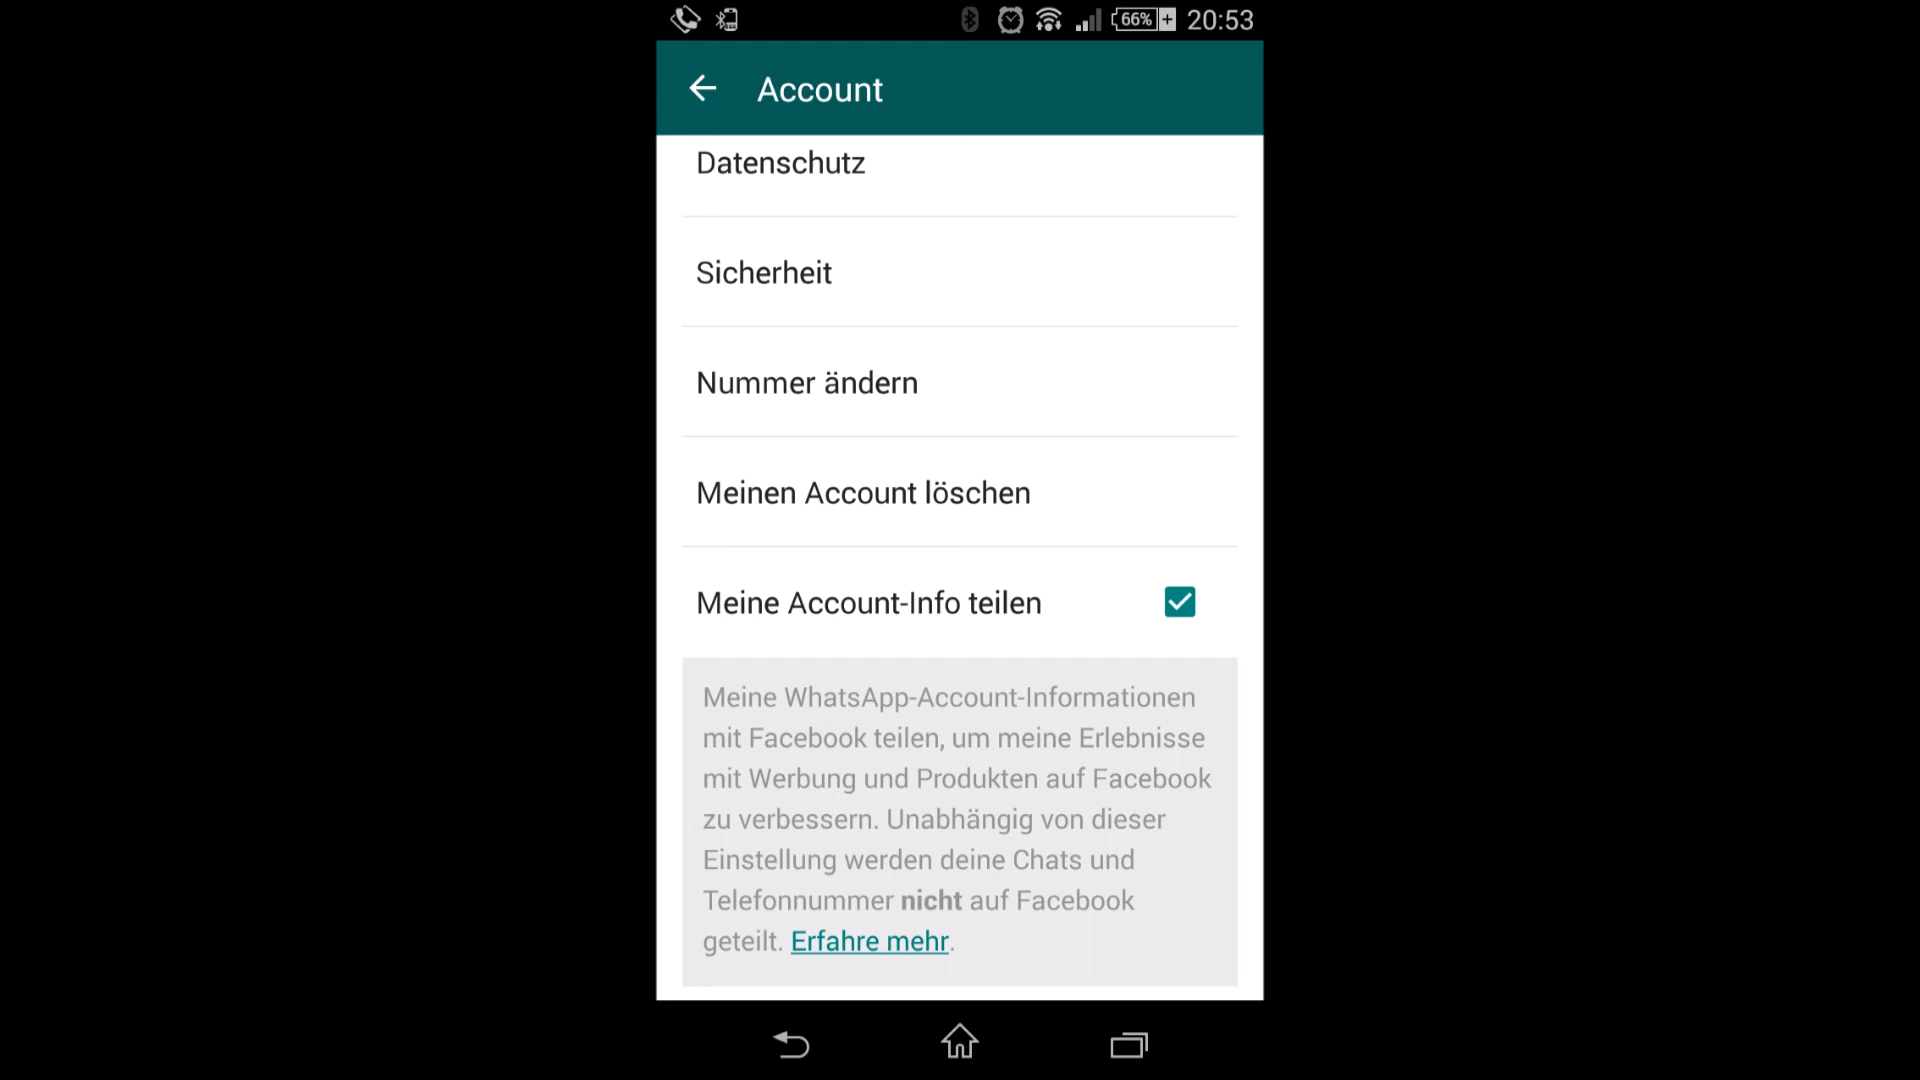 66% 20:53
Account
Datenschutz
Sicherheit
Nummer ändern
Meinen Account löschen
Meine Account-Info teilen
Meine WhatsApp-Account-Informationen
mit Facebook teilen, um meine Erlebnisse
mit Werbung und Produkten auf Facebook
zu verbessern. Unabhängig von dieser
Einstellung werden deine Chats und
Telefonnummer nicht auf Facebook
geteilt. Erfahre mehr.